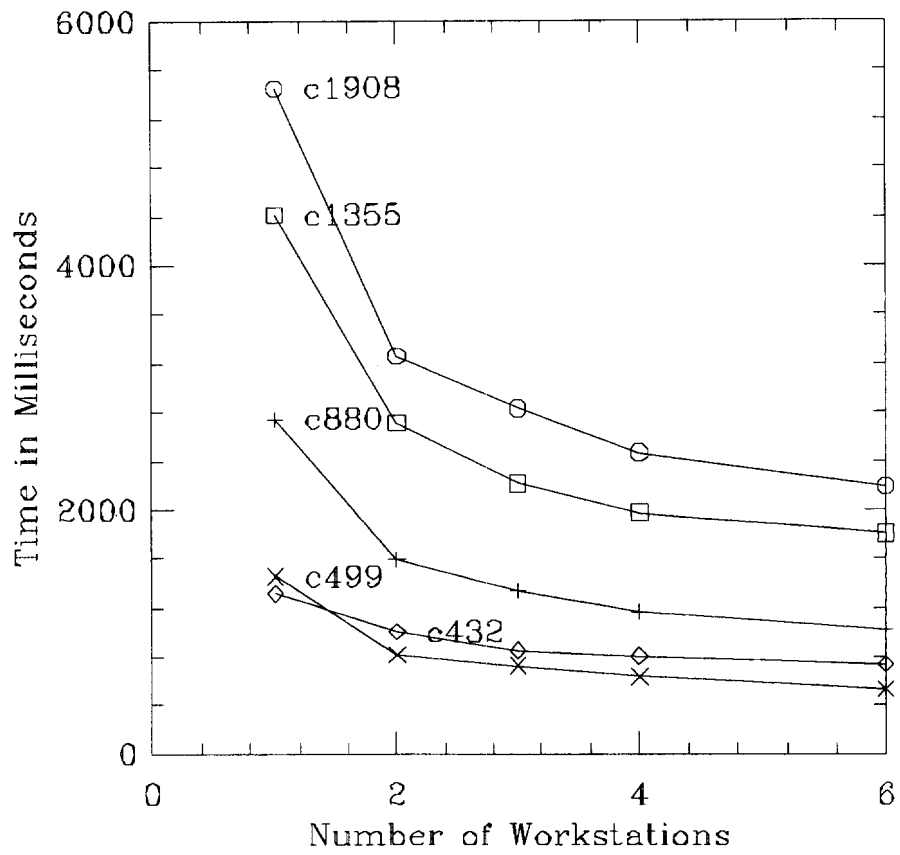 6000
c1908
c1355
4000
c880
2000
c499
c432
0
0 2 4 6
Number of Workstations
Time in Milliseconds